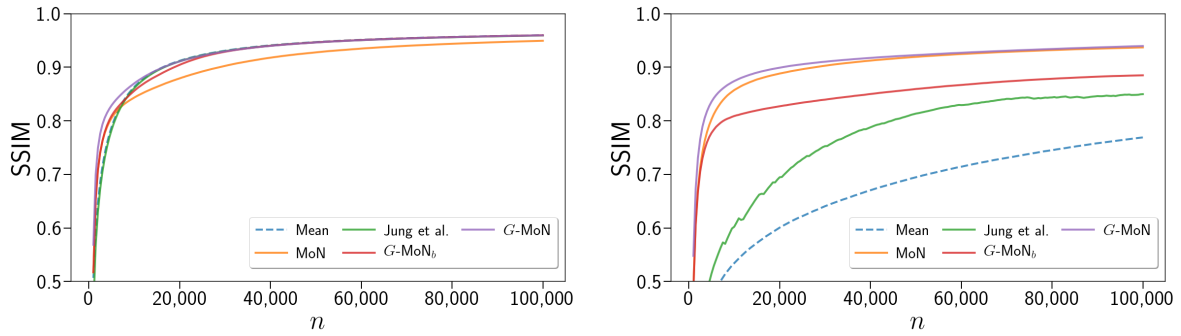 1.0
0.9
0.8
0.7
0.6
0.5
SSIM
Mean
MoN
Jung et al.
G-MoN_b
G-MoN
0
20,000
40,000
60,000
80,000
100,000
n
1.0
0.9
0.8
0.7
0.6
0.5
SSIM
Mean
MoN
Jung et al.
G-MoN_b
G-MoN
0
20,000
40,000
60,000
80,000
100,000
n